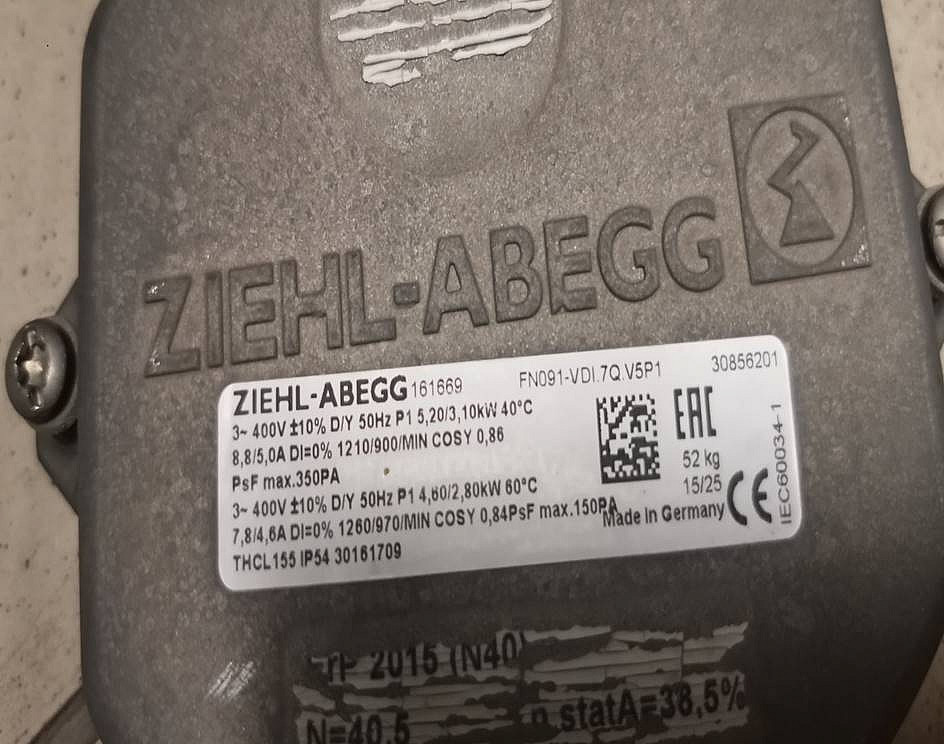 ZIEHL-ABEGG
ZIEHL-ABEGG 161669 FN091-VDI.7Q.V5P1 30856201
3~ 400V ±10% D/Y 50Hz P1 5,20/3,10kW 40°C
8,8/5,0A DI=0% 1210/900/MIN COSY 0,86
PsF max.350PA
3~ 400V ±10% D/Y 50Hz P1 4,60/2,80kW 60°C
7,8/4,6A DI=0% 1260/970/MIN COSY 0,84PsF max.150PA
THCL155 IP54 30161709
EAC
52 kg
15/25
Made in Germany
CE
IEC60034-1
2015 (N40)
N=40,5
statA=38,5%